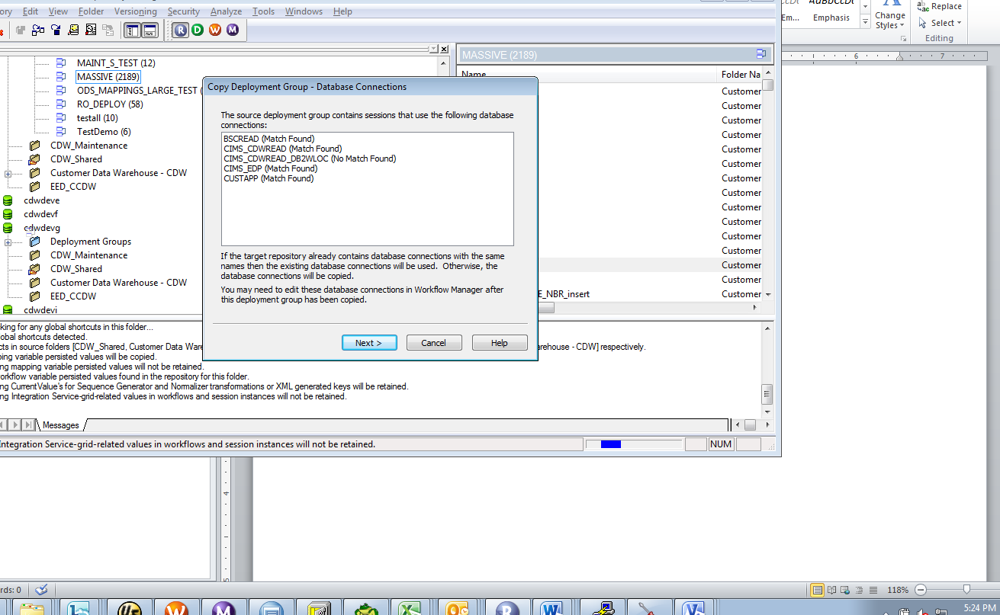 Edit View Folder Versioning Security Analyze Tools Windows Help
Emphasis
Change Styles
Replace
Select
Editing
R D W M
6 7
MAINT_S_TEST (12)
MASSIVE (2189)
ODS_MAPPINGS_LARGE_TEST (
RO_DEPLOY (58)
testall (10)
TestDemo (6)
CDW_Maintenance
CDW_Shared
Customer Data Warehouse - CDW
EED_CCDW
cdwdeve
cdwdevf
cdwdevg
Deployment Groups
CDW_Maintenance
CDW_Shared
Customer Data Warehouse - CDW
EED_CCDW
cdwdevi
MASSIVE (2189)
Name Folder Na
Customer
Customer
Customer
Customer
Customer
Customer
Customer
Customer
Customer
Customer
Customer
Customer
Customer
Customer
E_NBR_insert Customer
Copy Deployment Group - Database Connections
The source deployment group contains sessions that use the following database
connections:
BSCREAD (Match Found)
CIMS_CDWREAD (Match Found)
CIMS_CDWREAD_DB2WLOC (No Match Found)
CIMS_EDP (Match Found)
CUSTAPP (Match Found)
If the target repository already contains database connections with the same
names then the existing database connections will be used. Otherwise, the
database connections will be copied.
You may need to edit these database connections in Workflow Manager after
this deployment group has been copied.
Next > Cancel Help
king for any global shortcuts in this folder...
obal shortcuts detected.
cts in source folders [CDW_Shared, Customer Data Ware
rehouse - CDW] respectively.
ping variable persisted values will be copied.
ng mapping variable persisted values will not be retained.
orkflow variable persisted values found in the repository for this folder.
ng CurrentValue's for Sequence Generator and Normalizer transformations or XML generated keys will be retained.
ng Integration Service-grid-related values in workflows and session instances will not be retained.
Messages
Integration Service-grid-related values in workflows and session instances will not be retained.
NUM
rds: 0
118%
5:24 PM